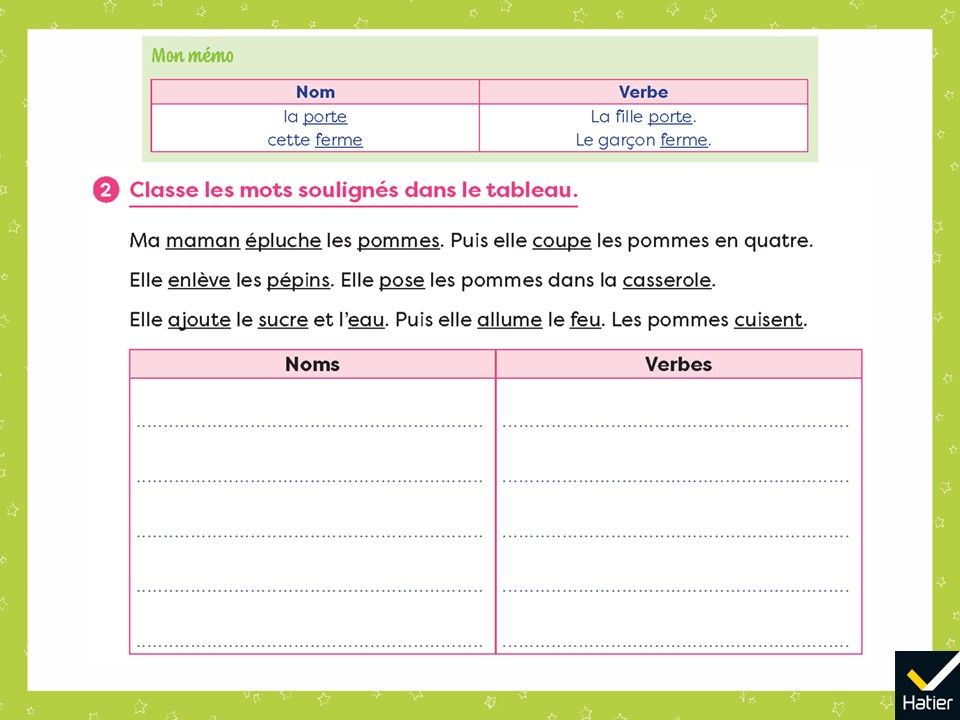 Mon mémo
Nom Verbe
la porte La fille porte.
cette ferme Le garçon ferme.
2 Classe les mots soulignés dans le tableau.
Ma maman épluche les pommes. Puis elle coupe les pommes en quatre.
Elle enlève les pépins. Elle pose les pommes dans la casserole.
Elle ajoute le sucre et l'eau. Puis elle allume le feu. Les pommes cuisent.
Noms Verbes
Hatier